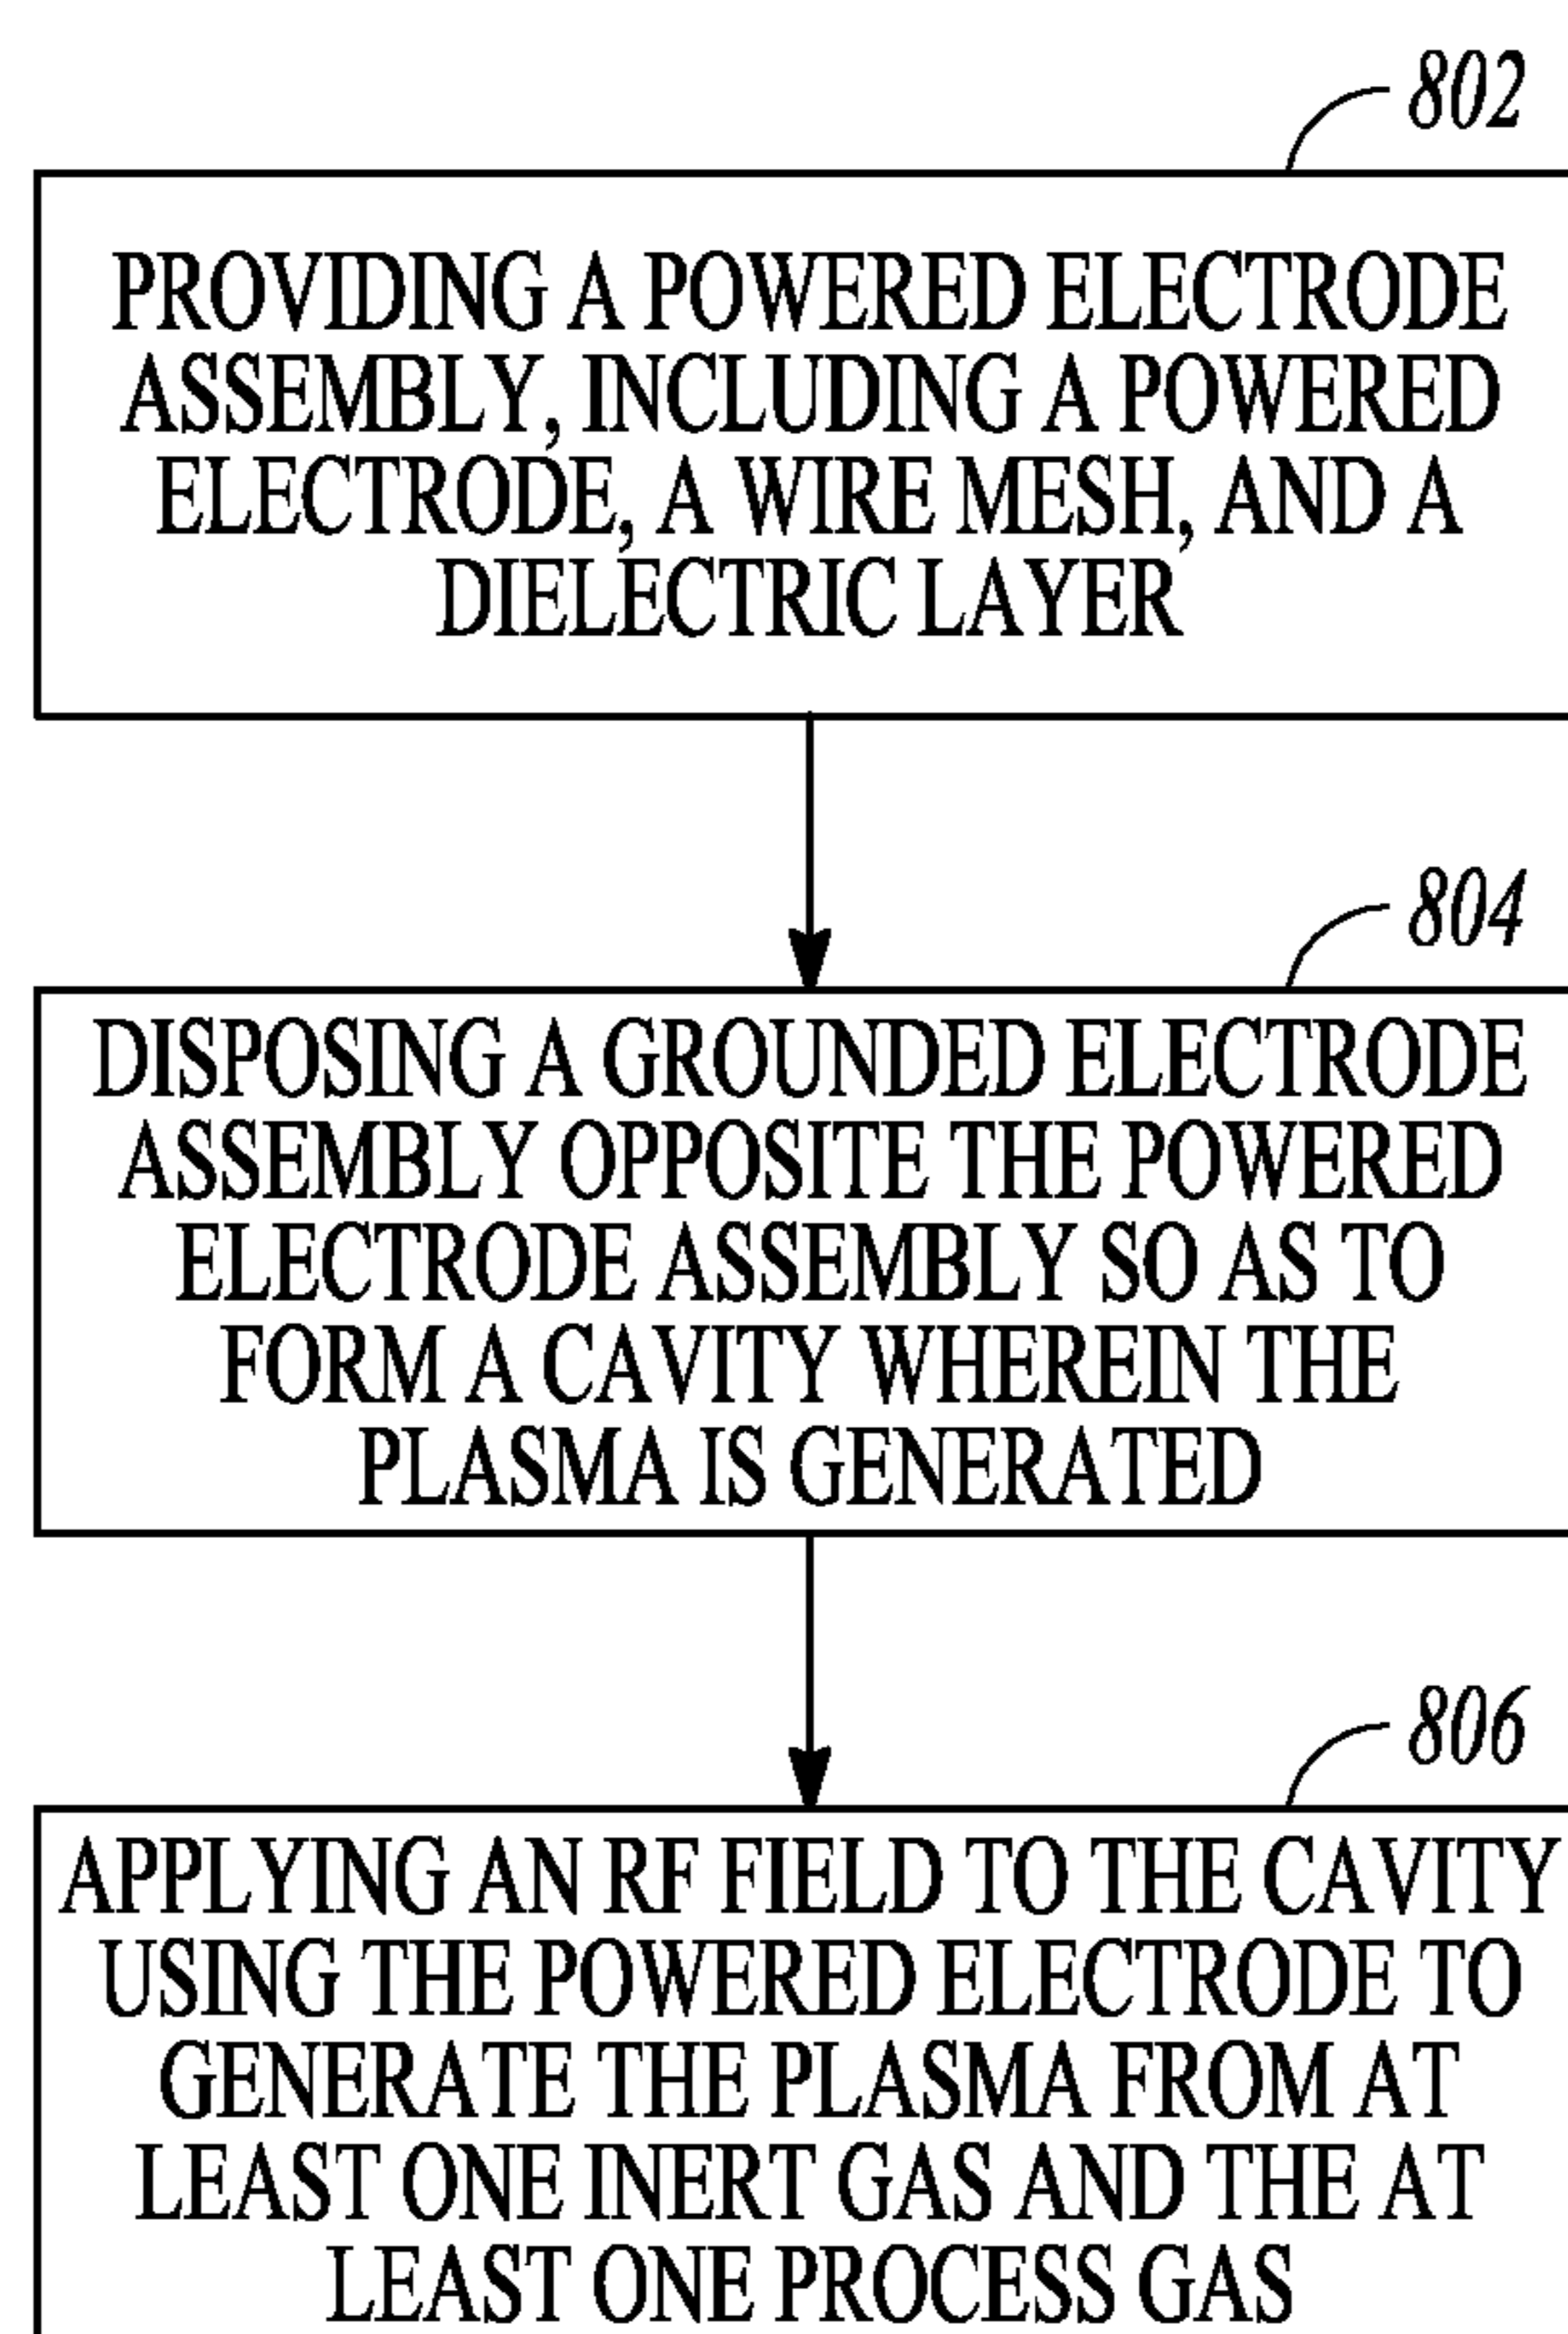 802
PROVIDING A POWERED ELECTRODE
ASSEMBLY, INCLUDING A POWERED
ELECTRODE, A WIRE MESH, AND A
DIELECTRIC LAYER
804
DISPOSING A GROUNDED ELECTRODE
ASSEMBLY OPPOSITE THE POWERED
ELECTRODE ASSEMBLY SO AS TO
FORM A CAVITY WHEREIN THE
PLASMA IS GENERATED
806
APPLYING AN RF FIELD TO THE CAVITY
USING THE POWERED ELECTRODE TO
GENERATE THE PLASMA FROM AT
LEAST ONE INERT GAS AND THE AT
LEAST ONE PROCESS GAS